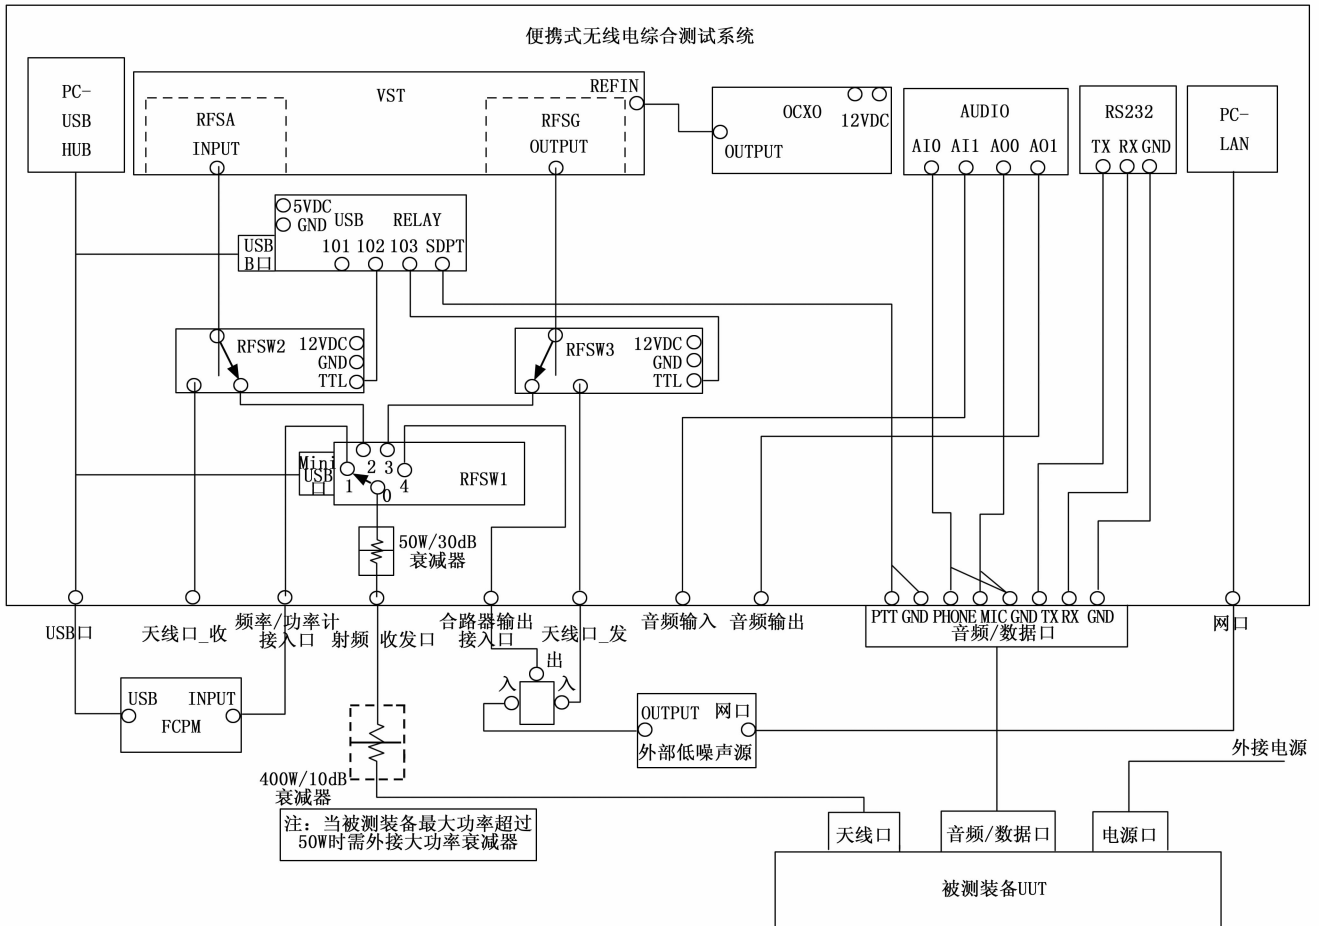 便携式无线电综合测试系统
PC-
USB
HUB
VST
REFIN
RFSA
INPUT
RFSG
OUTPUT
OCXO
12VDC
OUTPUT
AUDIO
AI0 AI1 AO0 AO1
RS232
TX RX GND
PC-
LAN
5VDC
GND
USB RELAY
101 102 103 SDPT
USB
B口
RFSW2
12VDC
GND
TTL
RFSW3
12VDC
GND
TTL
Mini
USB
口
1 2 3 4
0
RFSW1
50W/30dB
衰减器
USB口
天线口_收
频率/功率计
接入口
射频 收发口
合路器输出
接入口
天线口_发
音频输入
音频输出
PTT GND PHONE MIC GND TX RX GND
音频/数据口
网口
出
入 入
USB INPUT
FCPM
OUTPUT 网口
外部低噪声源
外接电源
400W/10dB
衰减器
注：当被测装备最大功率超过
50W时需外接大功率衰减器
天线口
音频/数据口
电源口
被测装备UUT